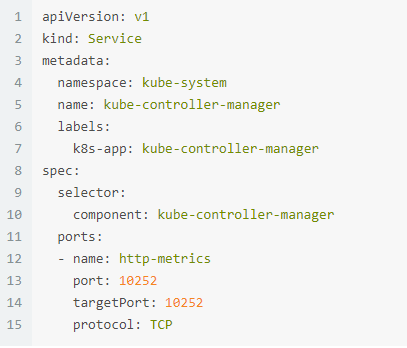 1 apiVersion: v1
2 kind: Service
3 metadata:
4   namespace: kube-system
5   name: kube-controller-manager
6   labels:
7     k8s-app: kube-controller-manager
8 spec:
9   selector:
10     component: kube-controller-manager
11   ports:
12   - name: http-metrics
13     port: 10252
14     targetPort: 10252
15     protocol: TCP